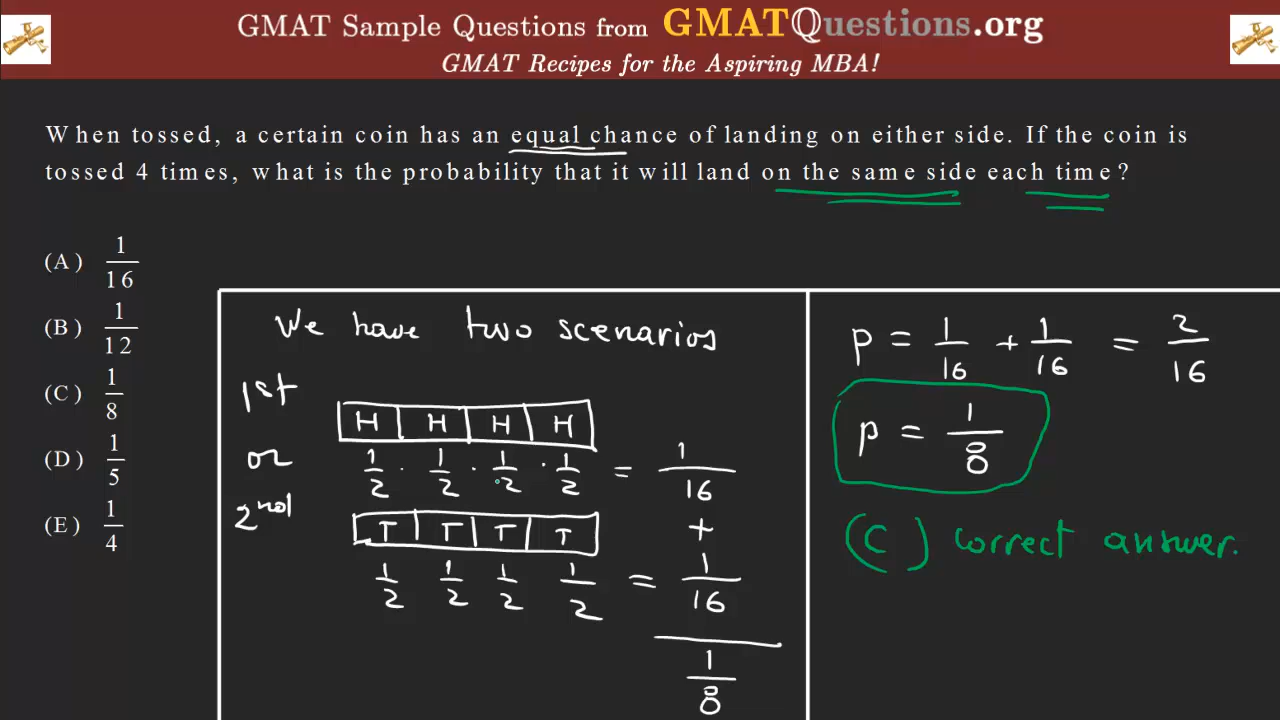 GMAT Sample Questions from GMATQuestions.org
GMAT Recipes for the Aspiring MBA!
When tossed, a certain coin has an equal chance of landing on either side. If the coin is
tossed 4 times, what is the probability that it will land on the same side each time?
(A) 1/16
(B) 1/12
(C) 1/8
(D) 1/5
(E) 1/4
We have two scenarios
1st
H H H H
or
1/2 · 1/2 · 1/2 · 1/2 = 1/16
2nd
+
T T T T
1/2 1/2 1/2 1/2 = 1/16
1/8
p = 1/16 + 1/16 = 2/16
p = 1/8
(C) correct answer.